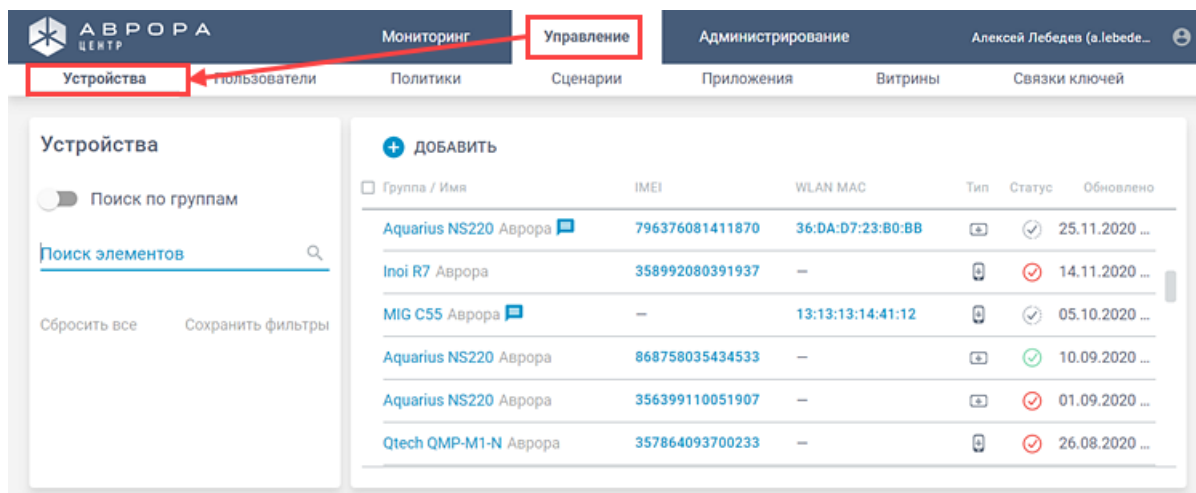 АВРОРА
ЦЕНТР
Мониторинг Управление Администрирование Алексей Лебедев (a.lebede...
Устройства Пользователи Политики Сценарии Приложения Витрины Связки ключей
Устройства
Поиск по группам
Поиск элементов
Сбросить все Сохранить фильтры
ДОБАВИТЬ
Группа / Имя IMEI WLAN MAC Тип Статус Обновлено
Aquarius NS220 Аврора 796376081411870 36:DA:D7:23:B0:BB 25.11.2020 ...
Inoi R7 Аврора 358992080391937 — 14.11.2020 ...
MIG C55 Аврора — 13:13:13:14:41:12 05.10.2020 ...
Aquarius NS220 Аврора 868758035434533 — 10.09.2020 ...
Aquarius NS220 Аврора 356399110051907 — 01.09.2020 ...
Qtech QMP-M1-N Аврора 357864093700233 — 26.08.2020 ...